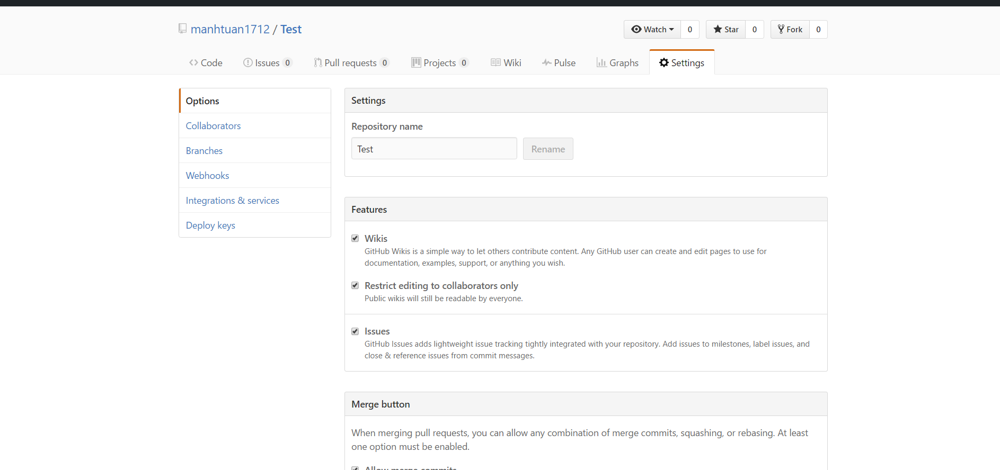 manhtuan1712 / Test
Watch 0 Star 0 Fork 0
Code Issues 0 Pull requests 0 Projects 0 Wiki Pulse Graphs Settings
Options
Collaborators
Branches
Webhooks
Integrations & services
Deploy keys
Settings
Repository name
Test Rename
Features
Wikis
GitHub Wikis is a simple way to let others contribute content. Any GitHub user can create and edit pages to use for
documentation, examples, support, or anything you wish.
Restrict editing to collaborators only
Public wikis will still be readable by everyone.
Issues
GitHub Issues adds lightweight issue tracking tightly integrated with your repository. Add issues to milestones, label issues, and
close & reference issues from commit messages.
Merge button
When merging pull requests, you can allow any combination of merge commits, squashing, or rebasing. At least
one option must be enabled.
Allow merge commits